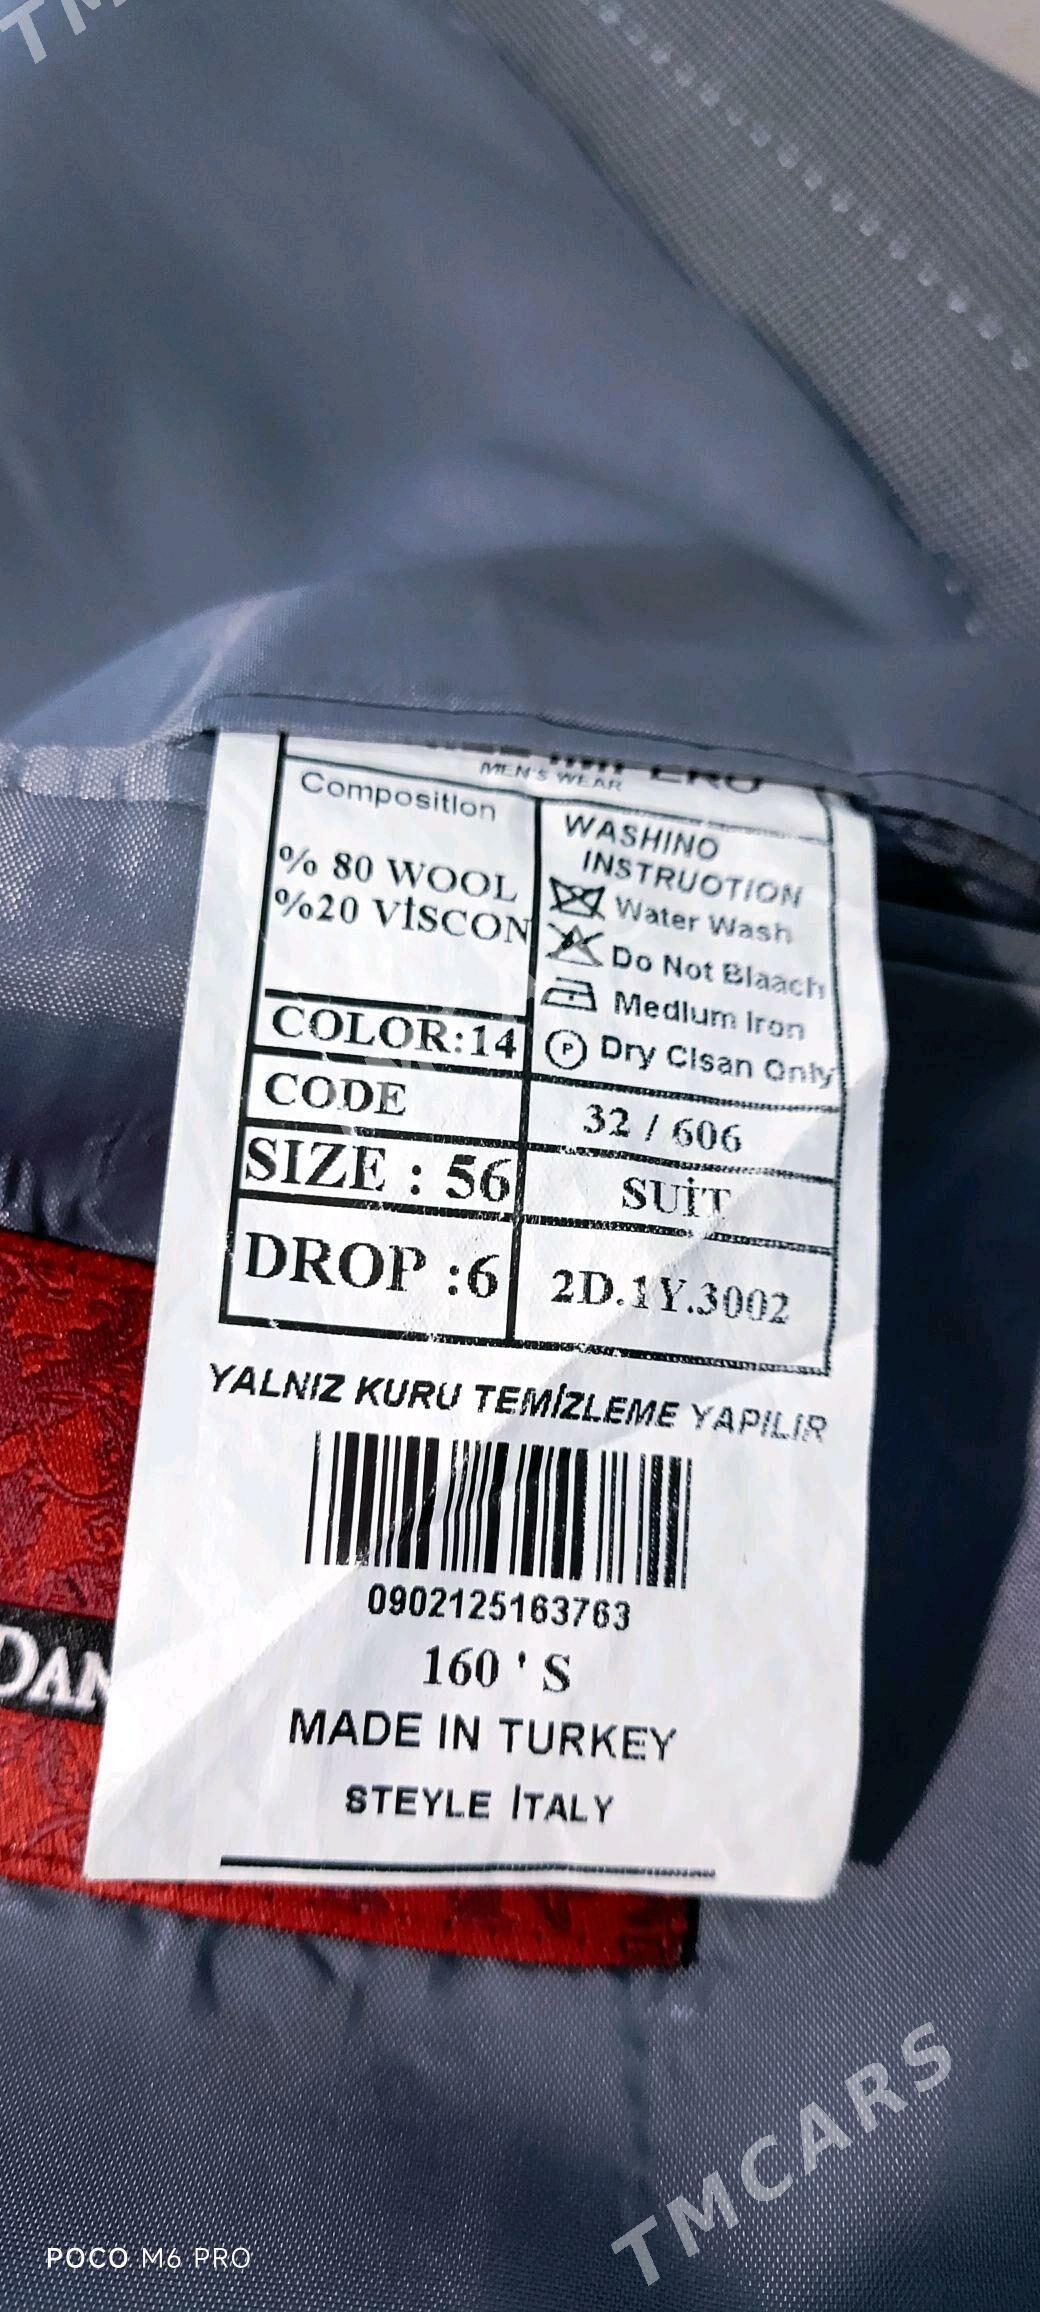 MEN'S WEAR
Composition
% 80 WOOL
%20 VİSCON
WASHINO
INSTRUOTION
Water Wash
Do Not Blaach
Medlum Iron
P Dry Clsan Only
COLOR:14
CODE
32 / 606
SIZE : 56
SUİT
DROP :6
2D.1Y.3002
YALNIZ KURU TEMİZLEME YAPILIR
0902125163763
160 ' S
MADE IN TURKEY
STEYLE İTALY
DAN
TMCARS
POCO M6 PRO